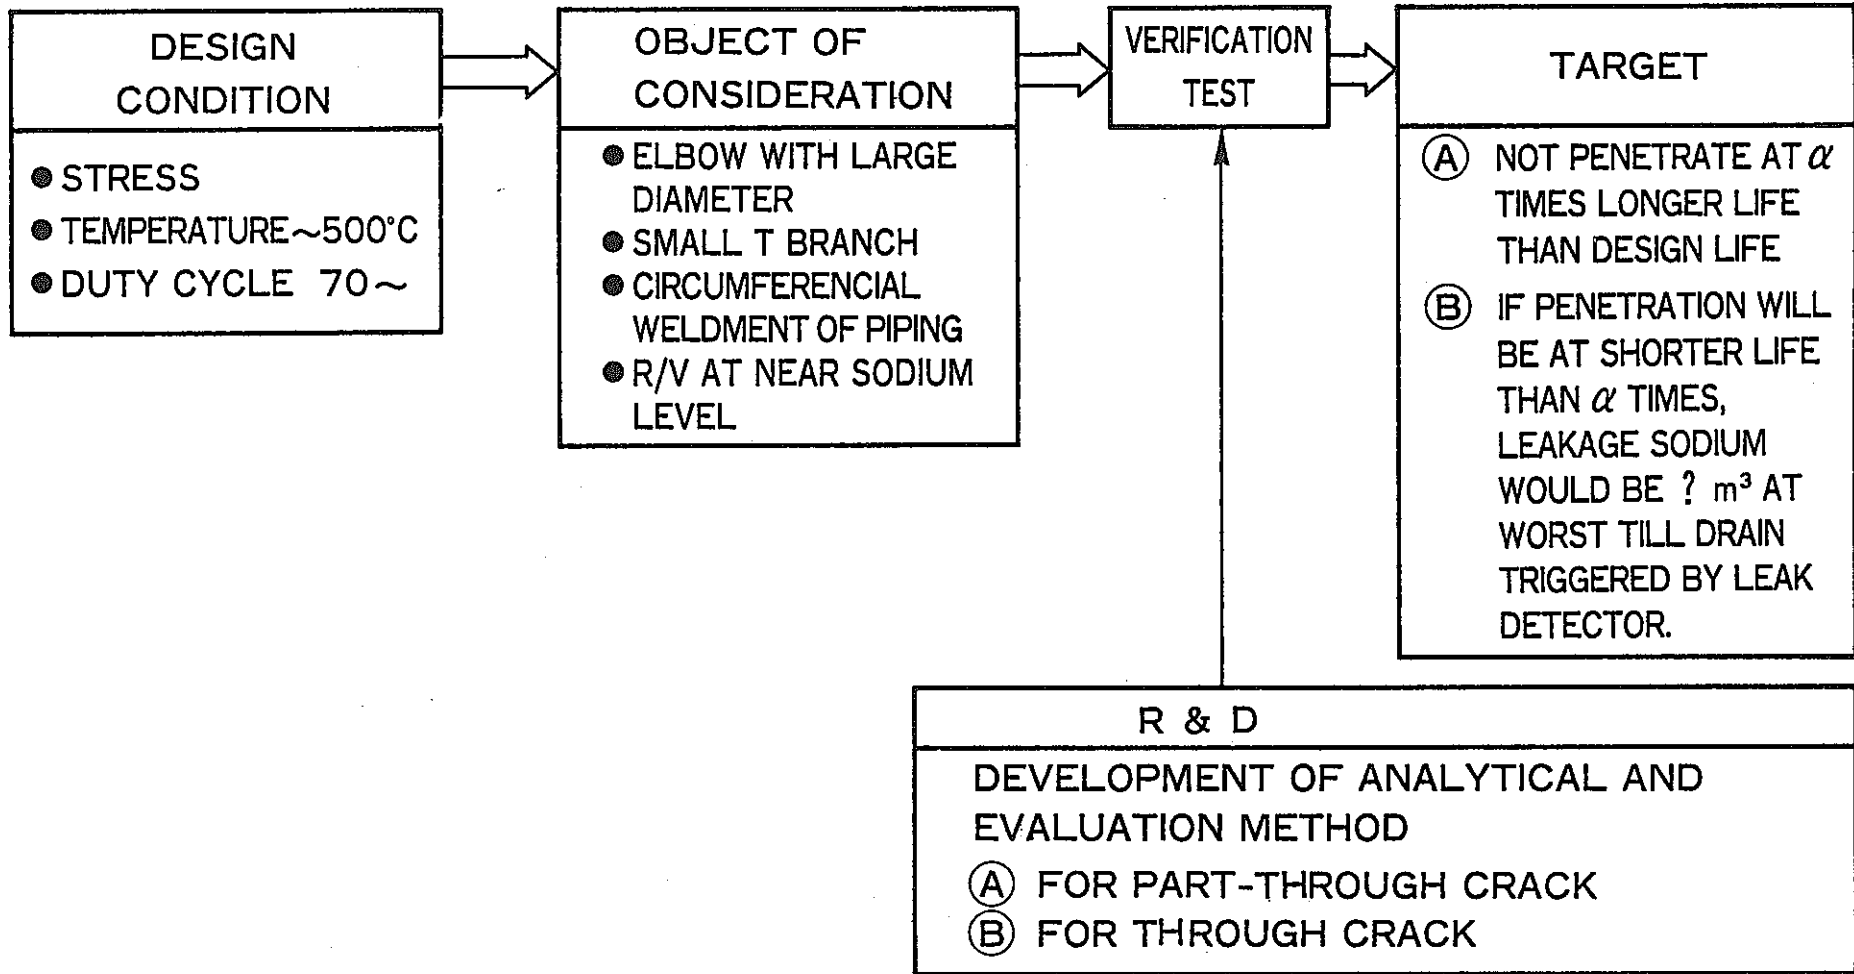 DESIGN
CONDITION
● STRESS
● TEMPERATURE~500°C
● DUTY CYCLE 70~
OBJECT OF
CONSIDERATION
● ELBOW WITH LARGE
DIAMETER
● SMALL T BRANCH
● CIRCUMFERENCIAL
WELDMENT OF PIPING
● R/V AT NEAR SODIUM
LEVEL
VERIFICATION
TEST
TARGET
Ⓐ NOT PENETRATE AT α
TIMES LONGER LIFE
THAN DESIGN LIFE
Ⓑ IF PENETRATION WILL
BE AT SHORTER LIFE
THAN α TIMES,
LEAKAGE SODIUM
WOULD BE ? m³ AT
WORST TILL DRAIN
TRIGGERED BY LEAK
DETECTOR.
R & D
DEVELOPMENT OF ANALYTICAL AND
EVALUATION METHOD
Ⓐ FOR PART-THROUGH CRACK
Ⓑ FOR THROUGH CRACK